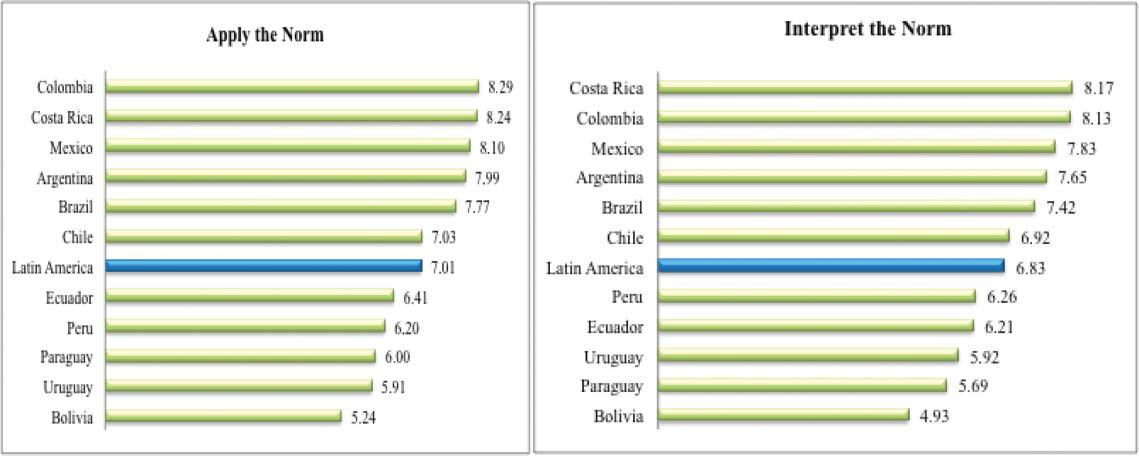 Apply the Norm
Colombia 8.29
Costa Rica 8.24
Mexico 8.10
Argentina 7.99
Brazil 7.77
Chile 7.03
Latin America 7.01
Ecuador 6.41
Peru 6.20
Paraguay 6.00
Uruguay 5.91
Bolivia 5.24
Interpret the Norm
Costa Rica 8.17
Colombia 8.13
Mexico 7.83
Argentina 7.65
Brazil 7.42
Chile 6.92
Latin America 6.83
Peru 6.26
Ecuador 6.21
Uruguay 5.92
Paraguay 5.69
Bolivia 4.93